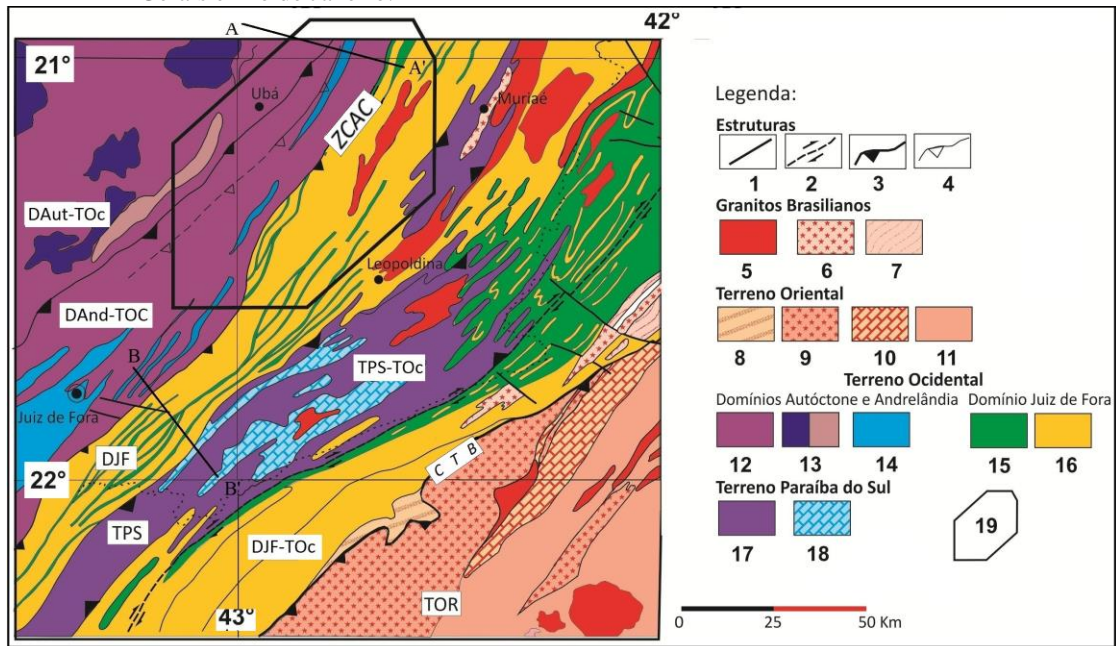 A
42°
21°
A'
Ubá
Muriaé
ZCAC
DAut-TOc
Leopoldina
DAnd-TOC
B
TPS-TOc
Juiz de Fora
DJF
C T B
22°
B'
TPS
DJF-TOc
TOR
43°
Legenda:
Estruturas
1 2 3 4
Granitos Brasilianos
5 6 7
Terreno Oriental
8 9 10 11
Terreno Ocidental
Domínios Autóctone e Andrelândia Domínio Juiz de Fora
12 13 14 15 16
Terreno Paraíba do Sul
17 18 19
0 25 50 Km